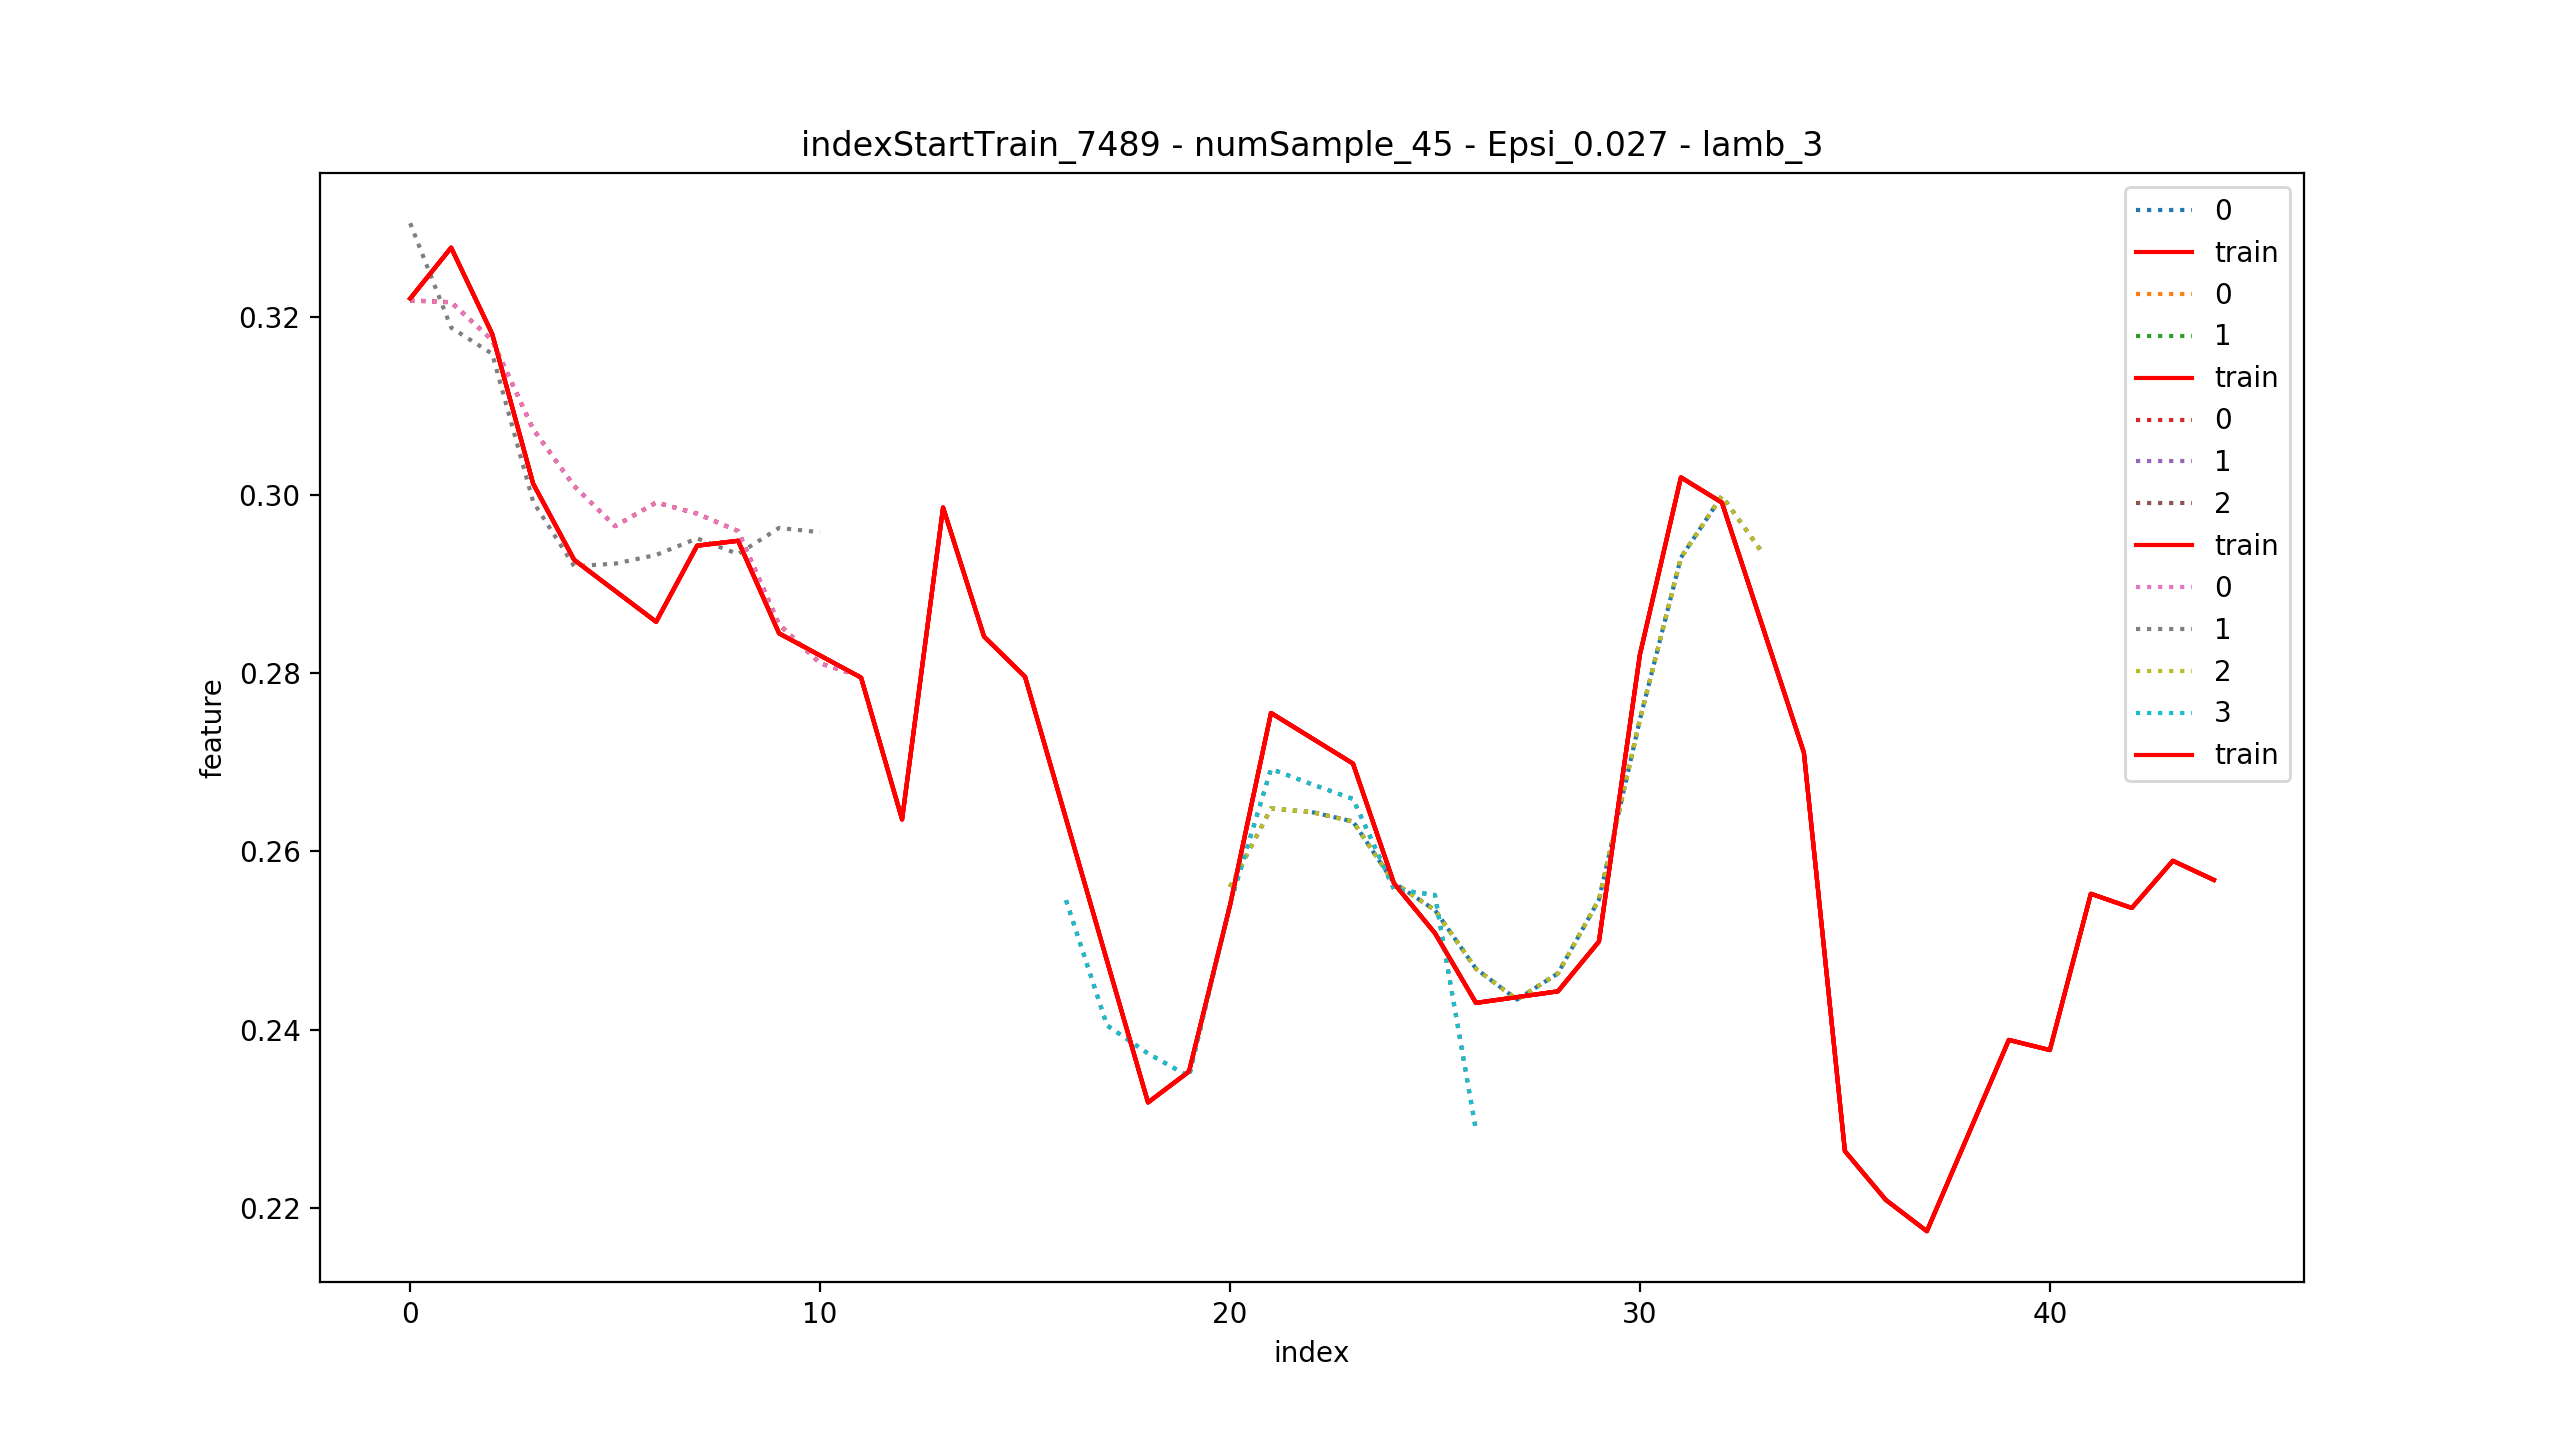 indexStartTrain_7489 - numSample_45 - Epsi_0.027 - lamb_3
0
train
0
1
train
0
1
2
train
0
1
2
3
train
0.32
0.30
0.28
0.26
0.24
0.22
feature
0 10 20 30 40
index